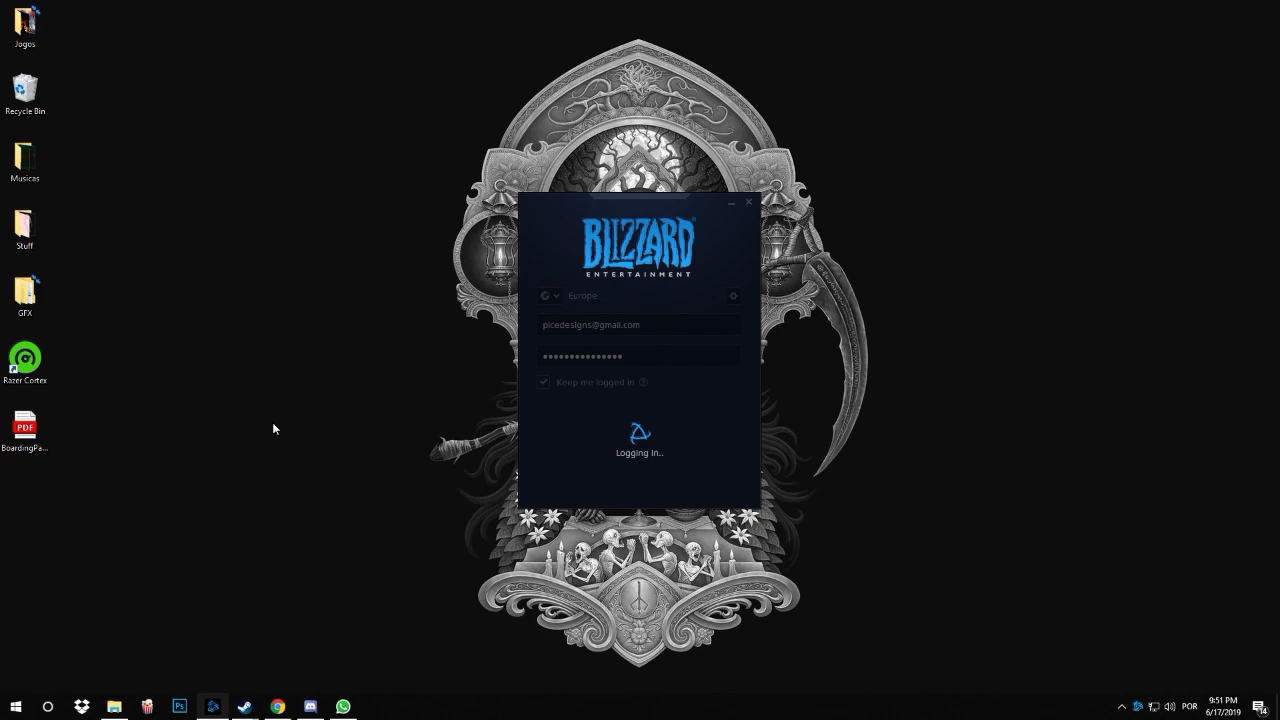 Jogos
Recycle Bin
Musicas
Stuff
GFX
Razer Cortex
PDF
BoardingPa...
BLIZZARD
ENTERTAINMENT
Europe
picedesigns@gmail.com
Keep me logged in
Logging in..
Ps
POR
9:51 PM
6/17/2019
14